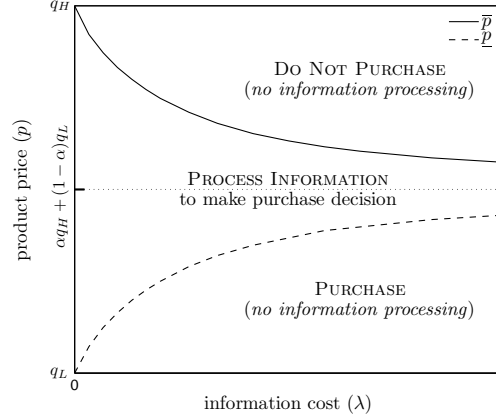 q_H
p̅
p̲
DO NOT PURCHASE
(no information processing)
product price (p)
αq_H + (1 − α)q_L
PROCESS INFORMATION
to make purchase decision
PURCHASE
(no information processing)
q_L
0
information cost (λ)